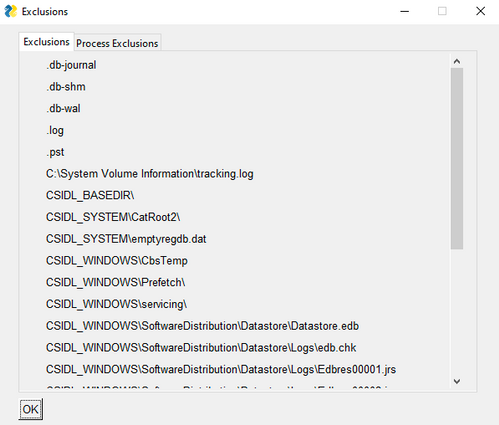 Exclusions
Exclusions Process Exclusions
.db-journal
.db-shm
.db-wal
.log
.pst
C:\System Volume Information\tracking.log
CSIDL_BASEDIR\
CSIDL_SYSTEM\CatRoot2\
CSIDL_SYSTEM\emptyregdb.dat
CSIDL_WINDOWS\CbsTemp
CSIDL_WINDOWS\Prefetch\
CSIDL_WINDOWS\servicing\
CSIDL_WINDOWS\SoftwareDistribution\Datastore\Datastore.edb
CSIDL_WINDOWS\SoftwareDistribution\Datastore\Logs\edb.chk
CSIDL_WINDOWS\SoftwareDistribution\Datastore\Logs\Edbres00001.jrs
OK